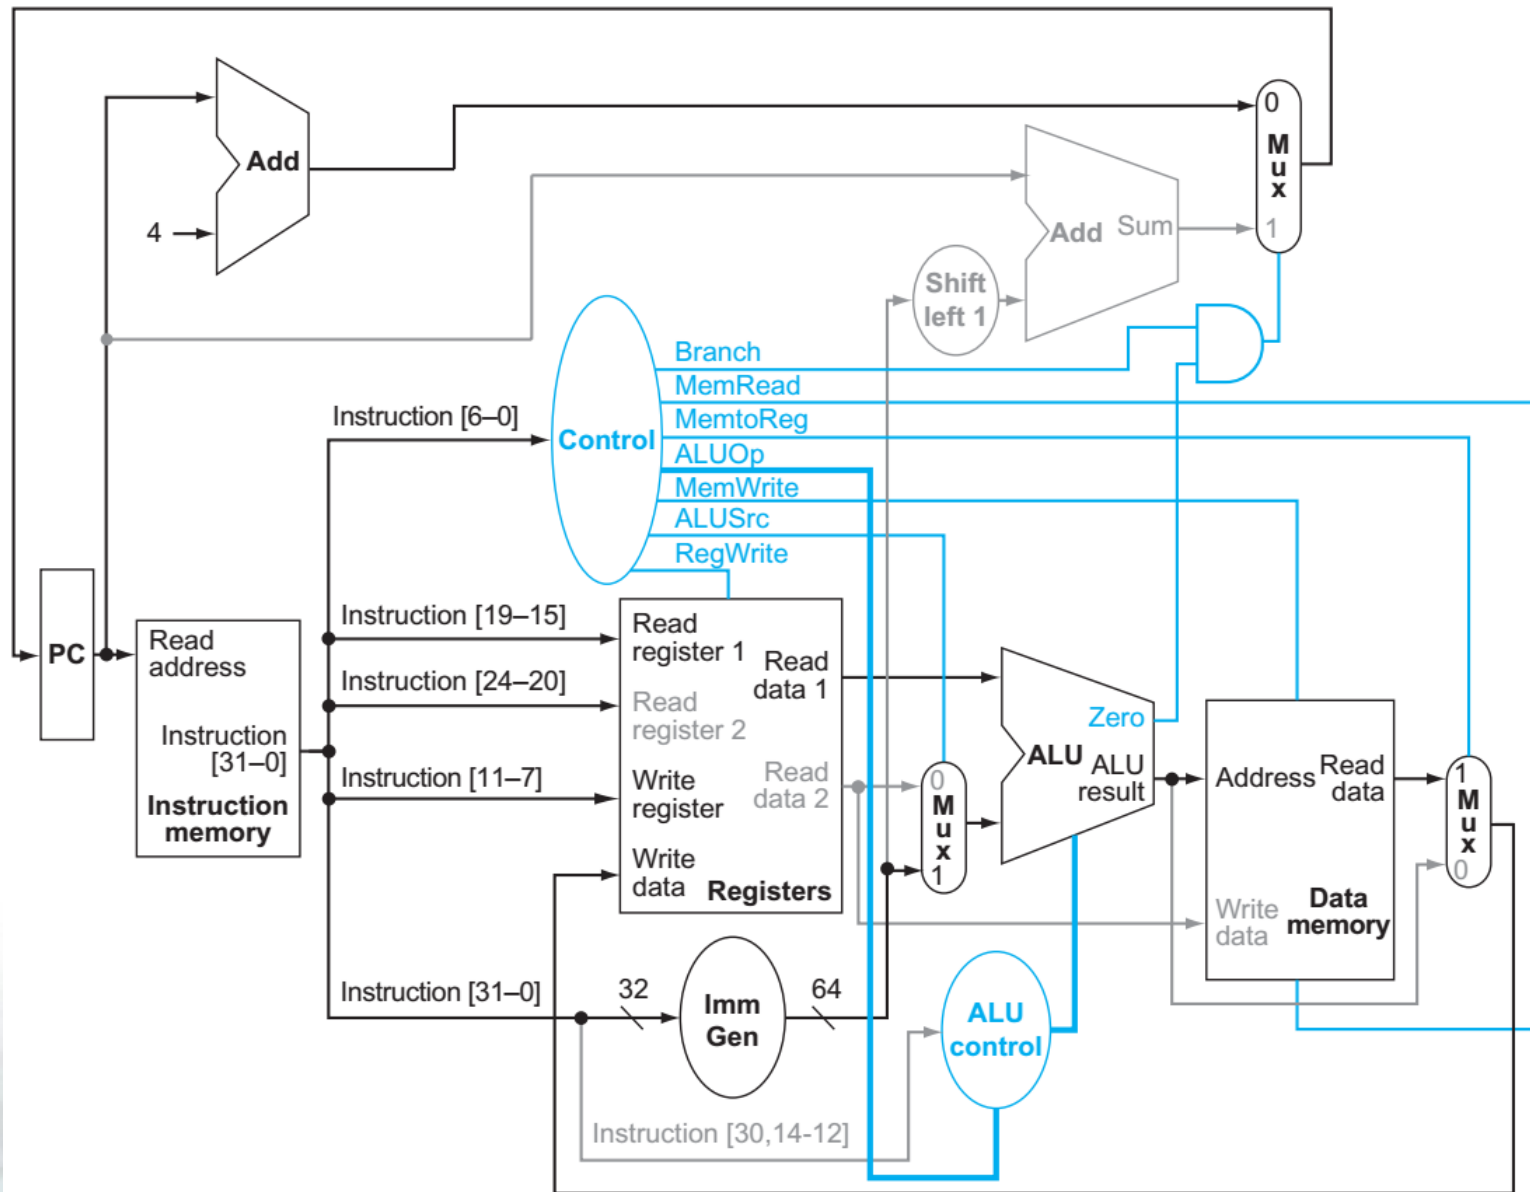 0
M
u
x
1
Add
4
Add Sum
Shift
left 1
Branch
MemRead
MemtoReg
ALUOp
MemWrite
ALUSrc
RegWrite
Control
Instruction [6–0]
Instruction [19–15]
Instruction [24–20]
Instruction [11–7]
Instruction [31–0]
PC
Read
address
Instruction
[31–0]
Instruction
memory
Read
register 1
Read
register 2
Write
register
Write
data
Read
data 1
Read
data 2
Registers
0
M
u
x
1
Zero
ALU
ALU
result
Address
Read
data
Write
data
Data
memory
1
M
u
x
0
32
Imm
Gen
64
ALU
control
Instruction [30,14-12]